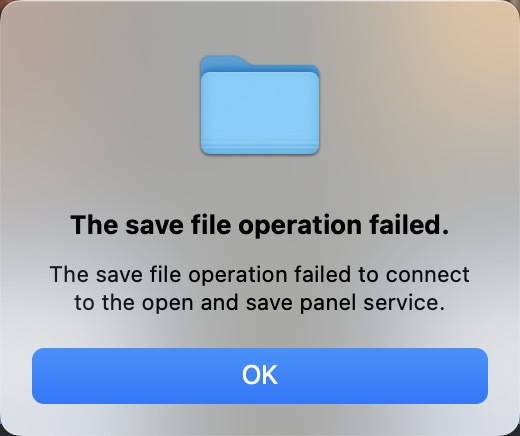 The save file operation failed.
The save file operation failed to connect
to the open and save panel service.
OK